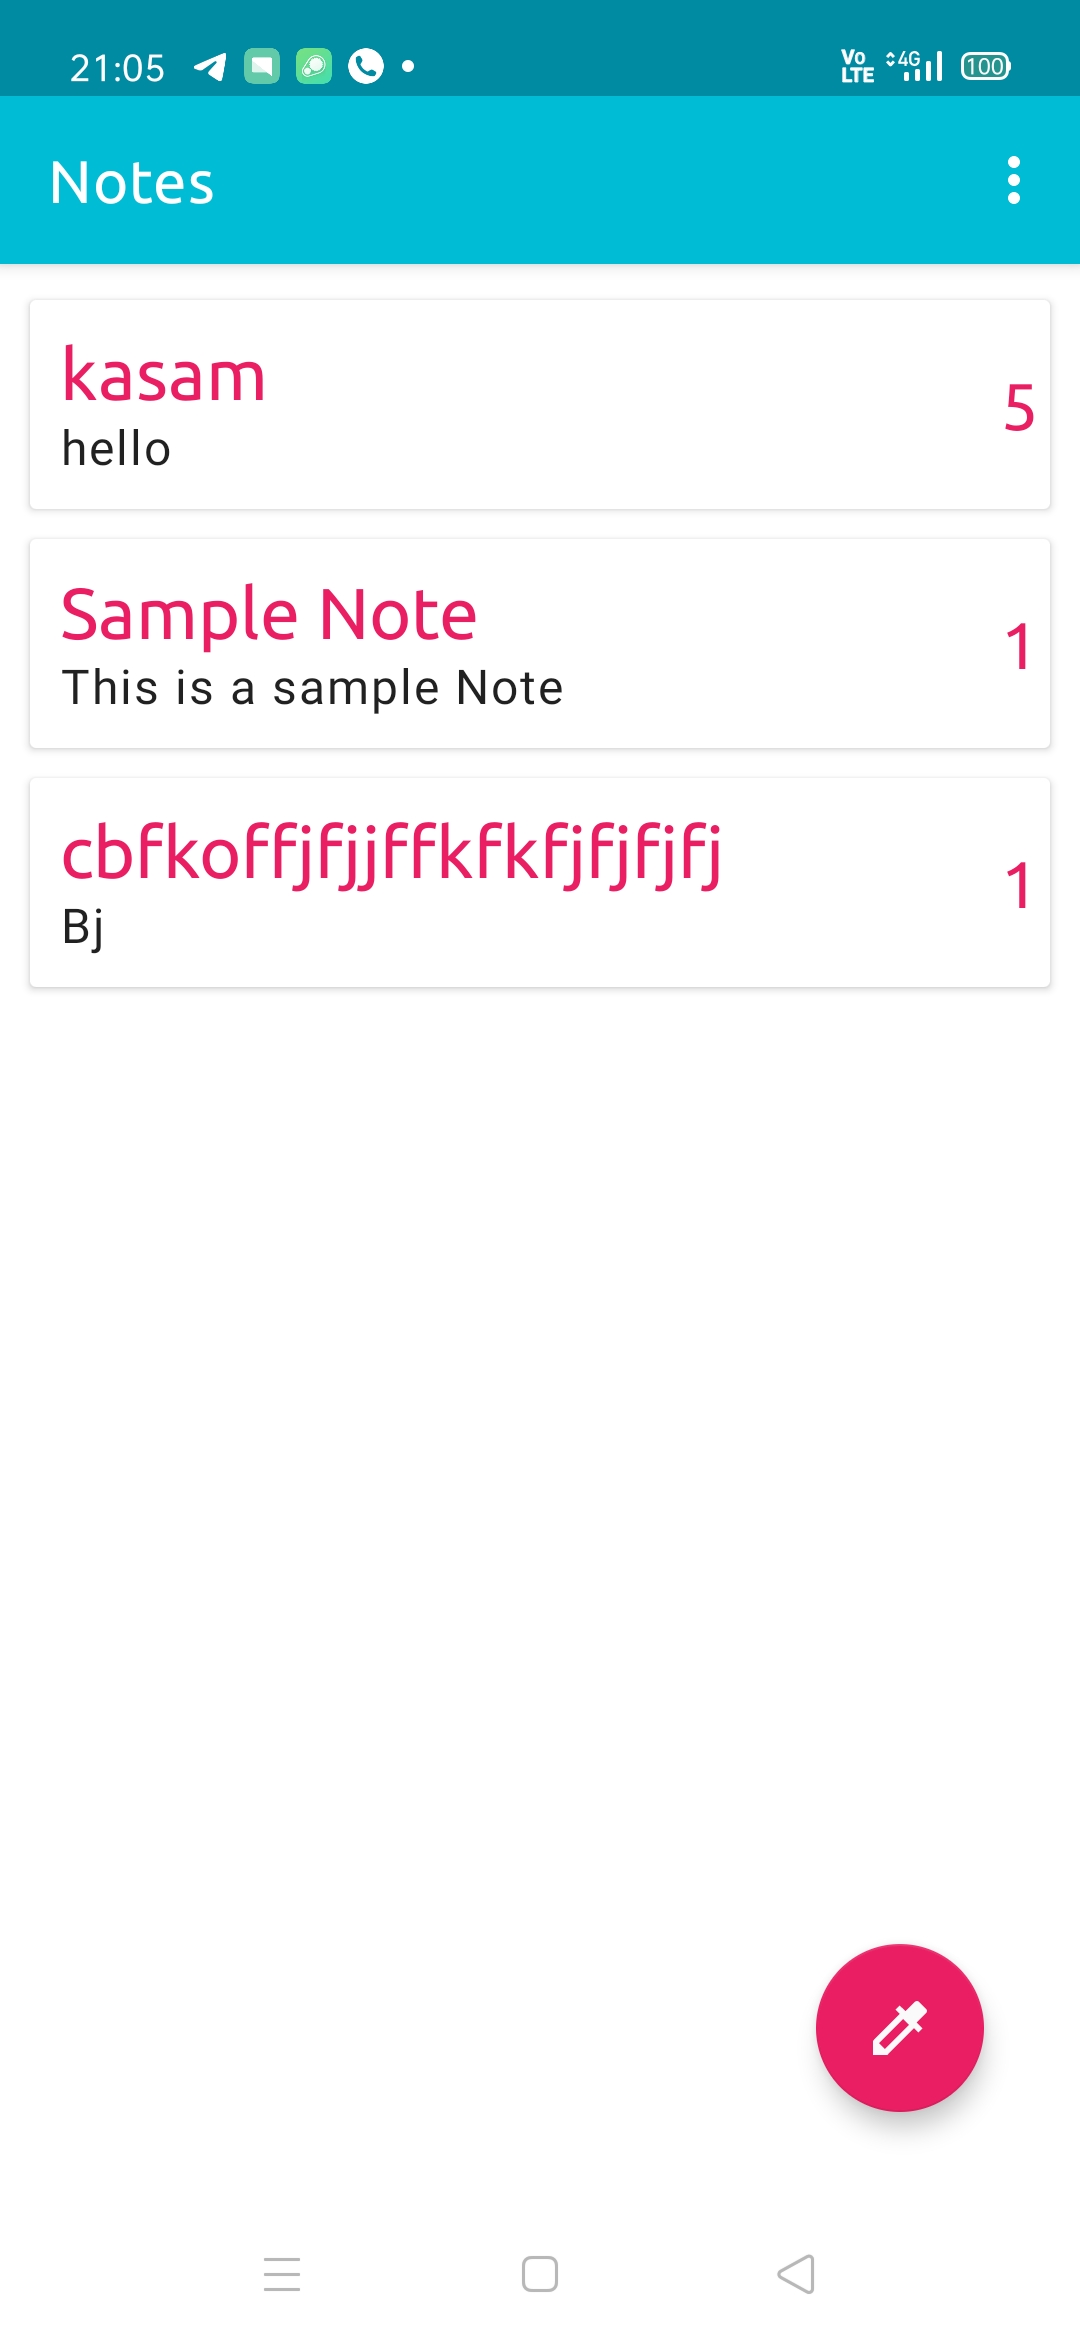 21:05 Vo LTE 4G 100
Notes
kasam
hello
5
Sample Note
This is a sample Note
1
cbfkoffjfjjffkfkfjfjfjfj
Bj
1